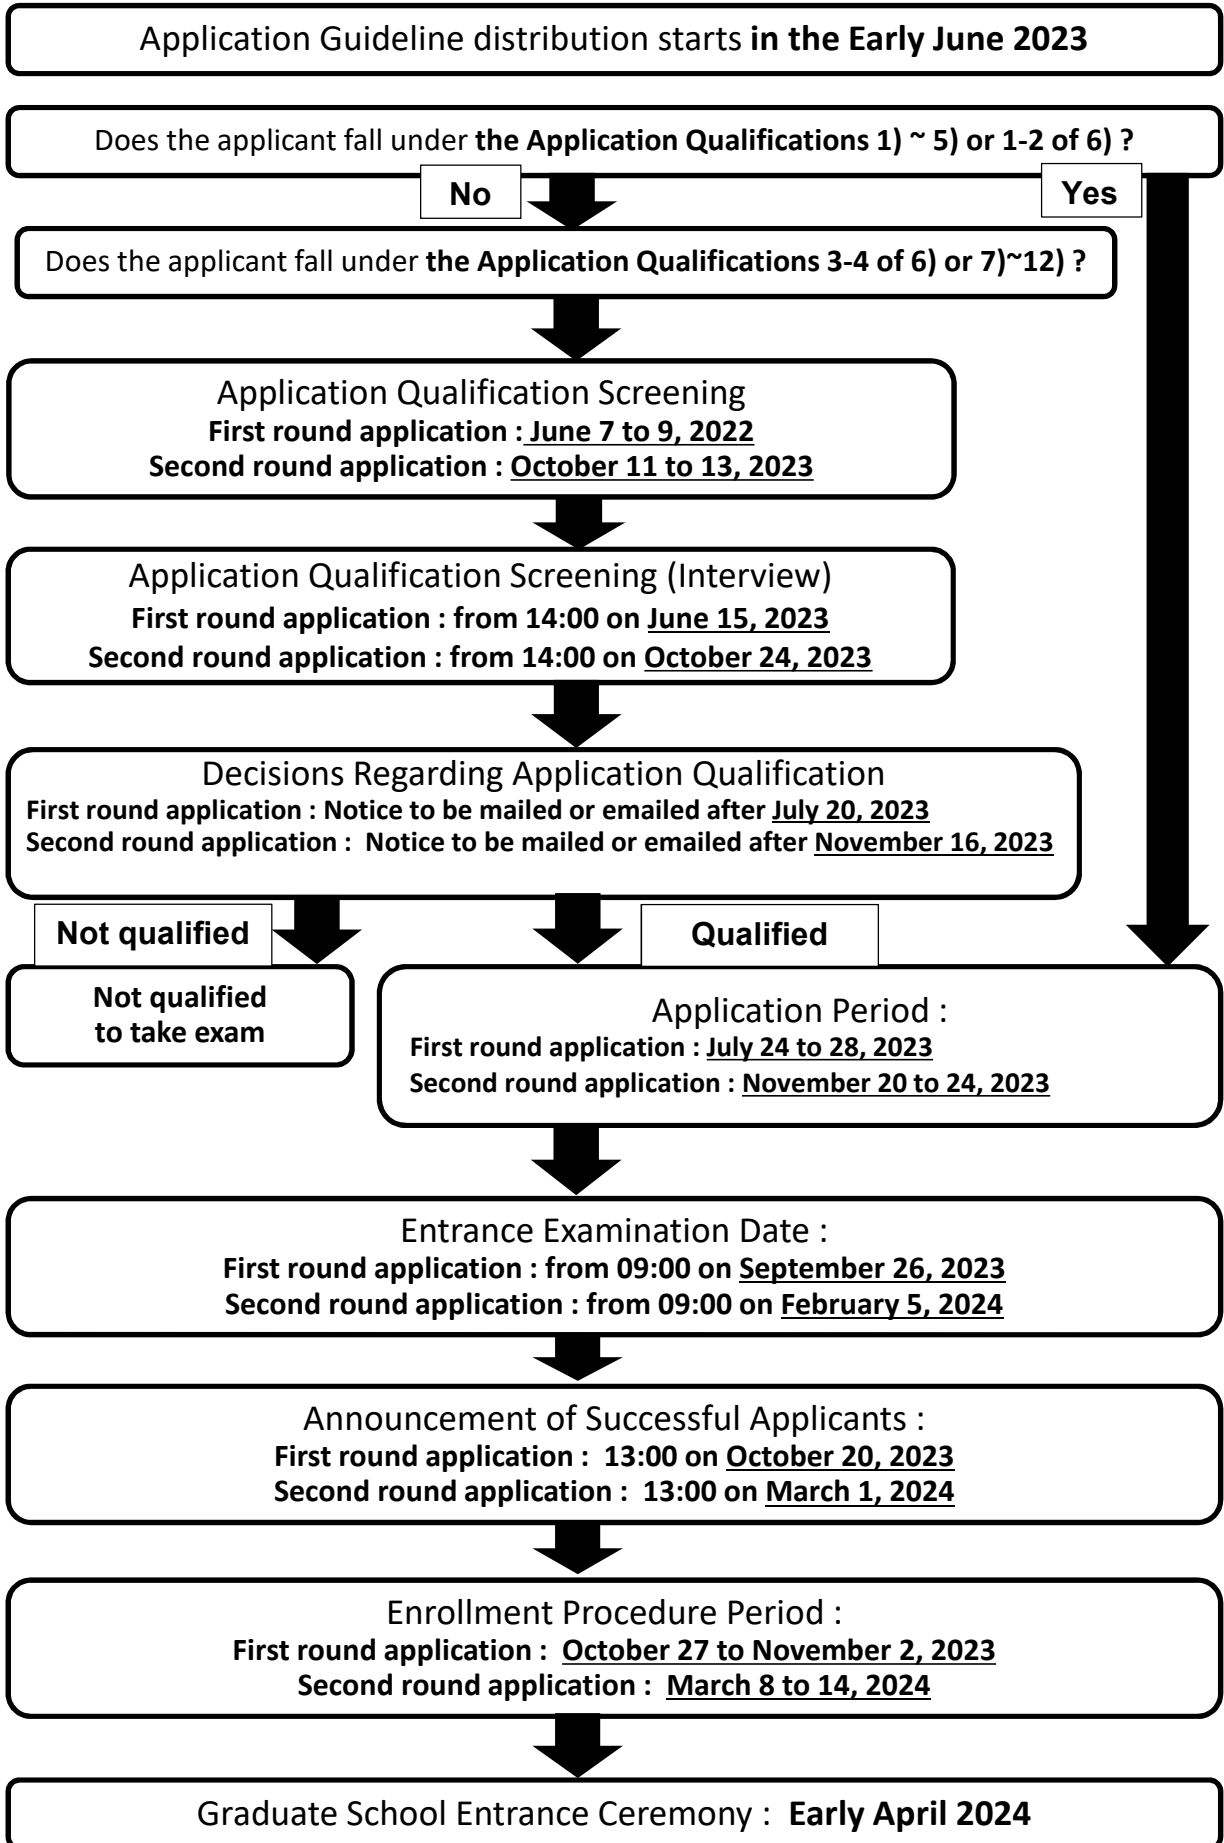 Application Guideline distribution starts in the Early June 2023
Does the applicant fall under the Application Qualifications 1) ~ 5) or 1-2 of 6) ?
No
Yes
Does the applicant fall under the Application Qualifications 3-4 of 6) or 7)~12) ?
Application Qualification Screening
First round application : June 7 to 9, 2022
Second round application : October 11 to 13, 2023
Application Qualification Screening (Interview)
First round application : from 14:00 on June 15, 2023
Second round application : from 14:00 on October 24, 2023
Decisions Regarding Application Qualification
First round application : Notice to be mailed or emailed after July 20, 2023
Second round application : Notice to be mailed or emailed after November 16, 2023
Not qualified
Qualified
Not qualified
to take exam
Application Period :
First round application : July 24 to 28, 2023
Second round application : November 20 to 24, 2023
Entrance Examination Date :
First round application : from 09:00 on September 26, 2023
Second round application : from 09:00 on February 5, 2024
Announcement of Successful Applicants :
First round application : 13:00 on October 20, 2023
Second round application : 13:00 on March 1, 2024
Enrollment Procedure Period :
First round application : October 27 to November 2, 2023
Second round application : March 8 to 14, 2024
Graduate School Entrance Ceremony : Early April 2024